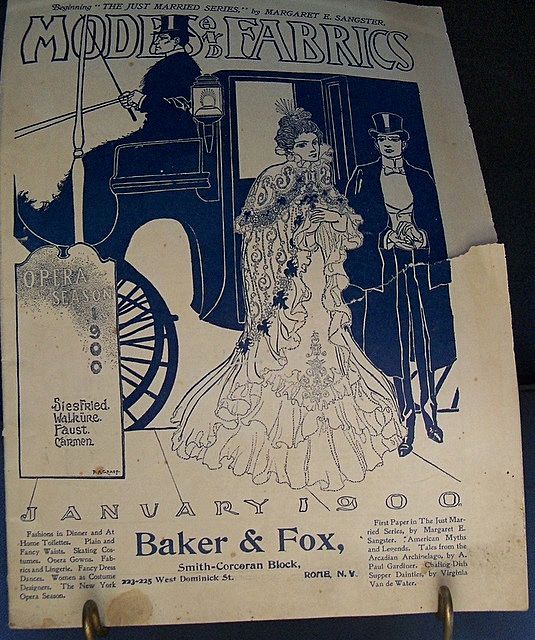 Beginning "THE JUST MARRIED SERIES," by MARGARET E. SANGSTER.
MODES AND FABRICS
OPERA
SEASON
1900
Siegfried.
Walküre.
Faust.
Carmen.
JANUARY 1900
Fashions in Dinner and At
Home Toilettes. Plain and
Fancy Waists. Skating Cos-
tumes. Opera Gowns. Fab-
rics and Lingerie. Fancy Dress
Dances. Women as Costume
Designers. The New York
Opera Season.
Baker & Fox,
Smith-Corcoran Block,
223-225 West Dominick St. ROME, N.Y.
First Paper in The Just Mar-
ried Series, by Margaret E.
Sangster. American Myths
and Legends. Tales from the
Arcadian Archipelago, by A.
Paul Gardiner. Chafing-Dish
Supper Dainties, by Virginia
Van de Water.